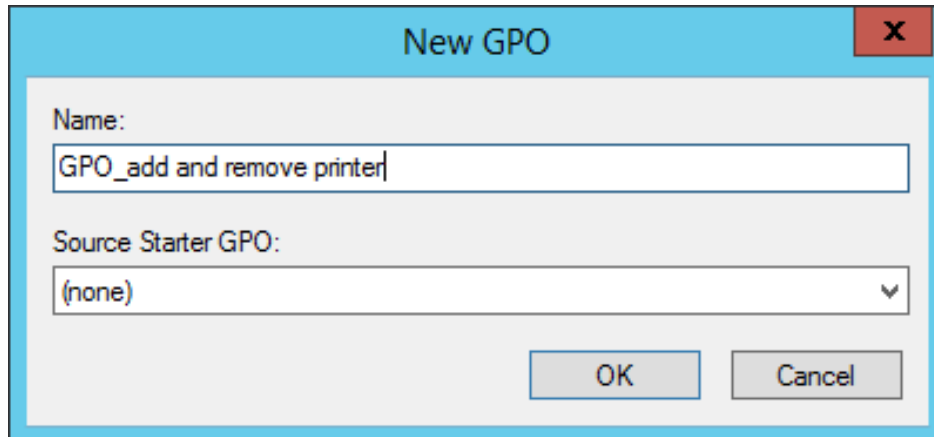 New GPO
x
Name:
GPO_add and remove printer
Source Starter GPO:
(none)
OK Cancel